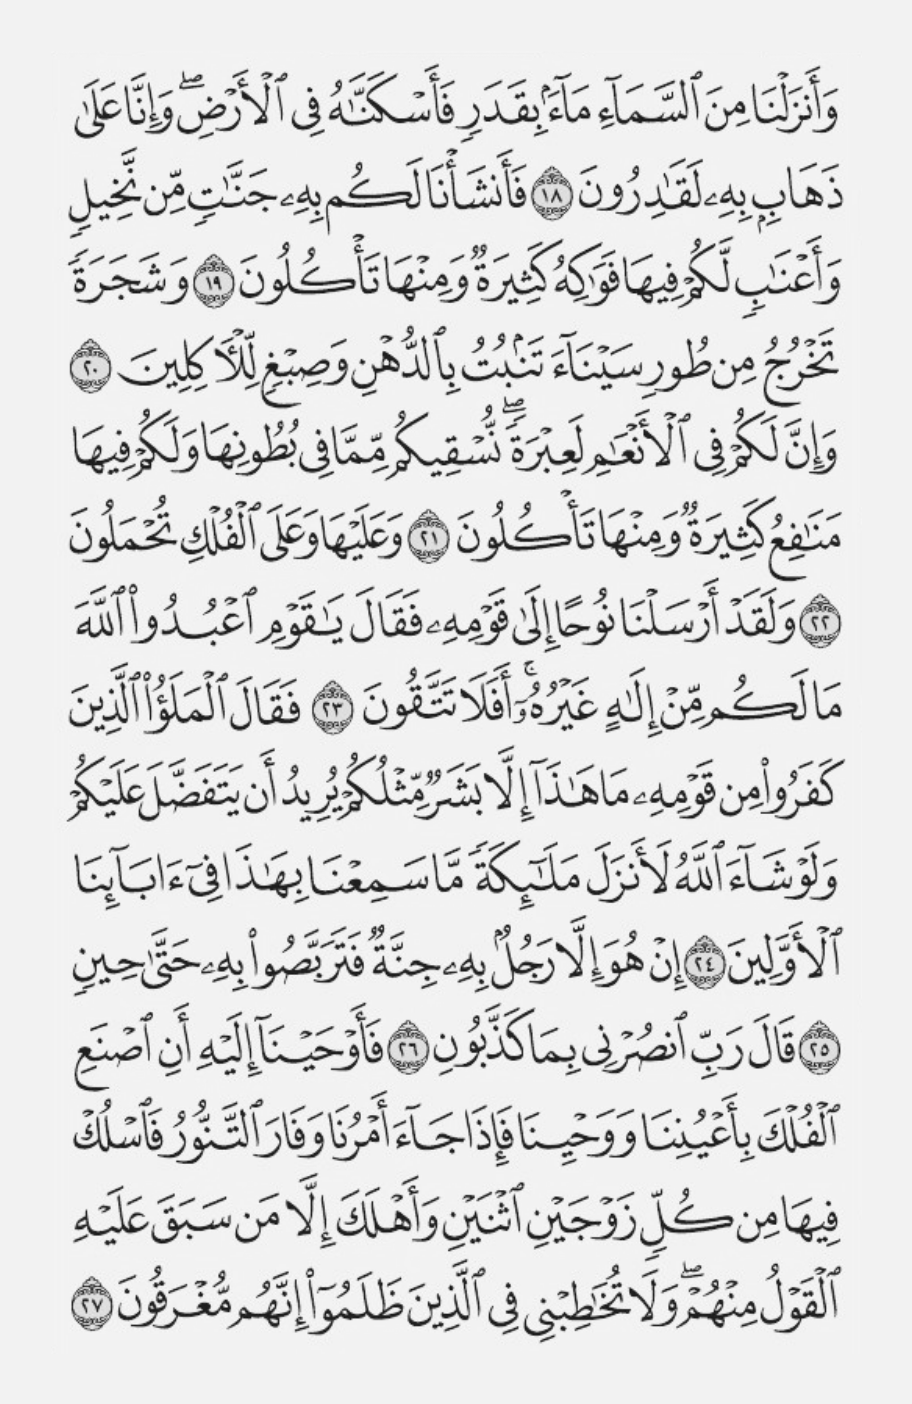 وَأَنزَلْنَا مِنَ ٱلسَّمَآءِ مَآءَۢ بِقَدَرٖ فَأَسْكَنَّٰهُ فِي ٱلْأَرْضِۖ وَإِنَّا عَلَىٰ
ذَهَابِۭ بِهِۦ لَقَٰدِرُونَ ١٨ فَأَنشَأْنَا لَكُم بِهِۦ جَنَّٰتٖ مِّن نَّخِيلٖ
وَأَعْنَٰبٖ لَّكُمْ فِيهَا فَوَٰكِهُ كَثِيرَةٞ وَمِنْهَا تَأْكُلُونَ ١٩ وَشَجَرَةٗ
تَخْرُجُ مِن طُورِ سَيْنَآءَ تَنۢبُتُ بِٱلدُّهْنِ وَصِبْغٖ لِّلْأٓكِلِينَ ٢٠
وَإِنَّ لَكُمْ فِي ٱلْأَنْعَٰمِ لَعِبْرَةٗۖ نُّسْقِيكُم مِّمَّا فِي بُطُونِهَا وَلَكُمْ فِيهَا
مَنَٰفِعُ كَثِيرَةٞ وَمِنْهَا تَأْكُلُونَ ٢١ وَعَلَيْهَا وَعَلَى ٱلْفُلْكِ تُحْمَلُونَ
٢٢ وَلَقَدْ أَرْسَلْنَا نُوحًا إِلَىٰ قَوْمِهِۦ فَقَالَ يَٰقَوْمِ ٱعْبُدُواْ ٱللَّهَ
مَا لَكُم مِّنْ إِلَٰهٍ غَيْرُهُۥٓۚ أَفَلَا تَتَّقُونَ ٢٣ فَقَالَ ٱلْمَلَؤُاْ ٱلَّذِينَ
كَفَرُواْ مِن قَوْمِهِۦ مَا هَٰذَآ إِلَّا بَشَرٞ مِّثْلُكُمْ يُرِيدُ أَن يَتَفَضَّلَ عَلَيْكُمْ
وَلَوْ شَآءَ ٱللَّهُ لَأَنزَلَ مَلَٰٓئِكَةٗ مَّا سَمِعْنَا بِهَٰذَا فِيٓ ءَابَآئِنَا
ٱلْأَوَّلِينَ ٢٤ إِنْ هُوَ إِلَّا رَجُلُۢ بِهِۦ جِنَّةٞ فَتَرَبَّصُواْ بِهِۦ حَتَّىٰ حِينٖ
٢٥ قَالَ رَبِّ ٱنصُرْنِي بِمَا كَذَّبُونِ ٢٦ فَأَوْحَيْنَآ إِلَيْهِ أَنِ ٱصْنَعِ
ٱلْفُلْكَ بِأَعْيُنِنَا وَوَحْيِنَا فَإِذَا جَآءَ أَمْرُنَا وَفَارَ ٱلتَّنُّورُ فَٱسْلُكْ
فِيهَا مِن كُلّٖ زَوْجَيْنِ ٱثْنَيْنِ وَأَهْلَكَ إِلَّا مَن سَبَقَ عَلَيْهِ
ٱلْقَوْلُ مِنْهُمْۖ وَلَا تُخَٰطِبْنِي فِي ٱلَّذِينَ ظَلَمُوٓاْ إِنَّهُم مُّغْرَقُونَ ٢٧